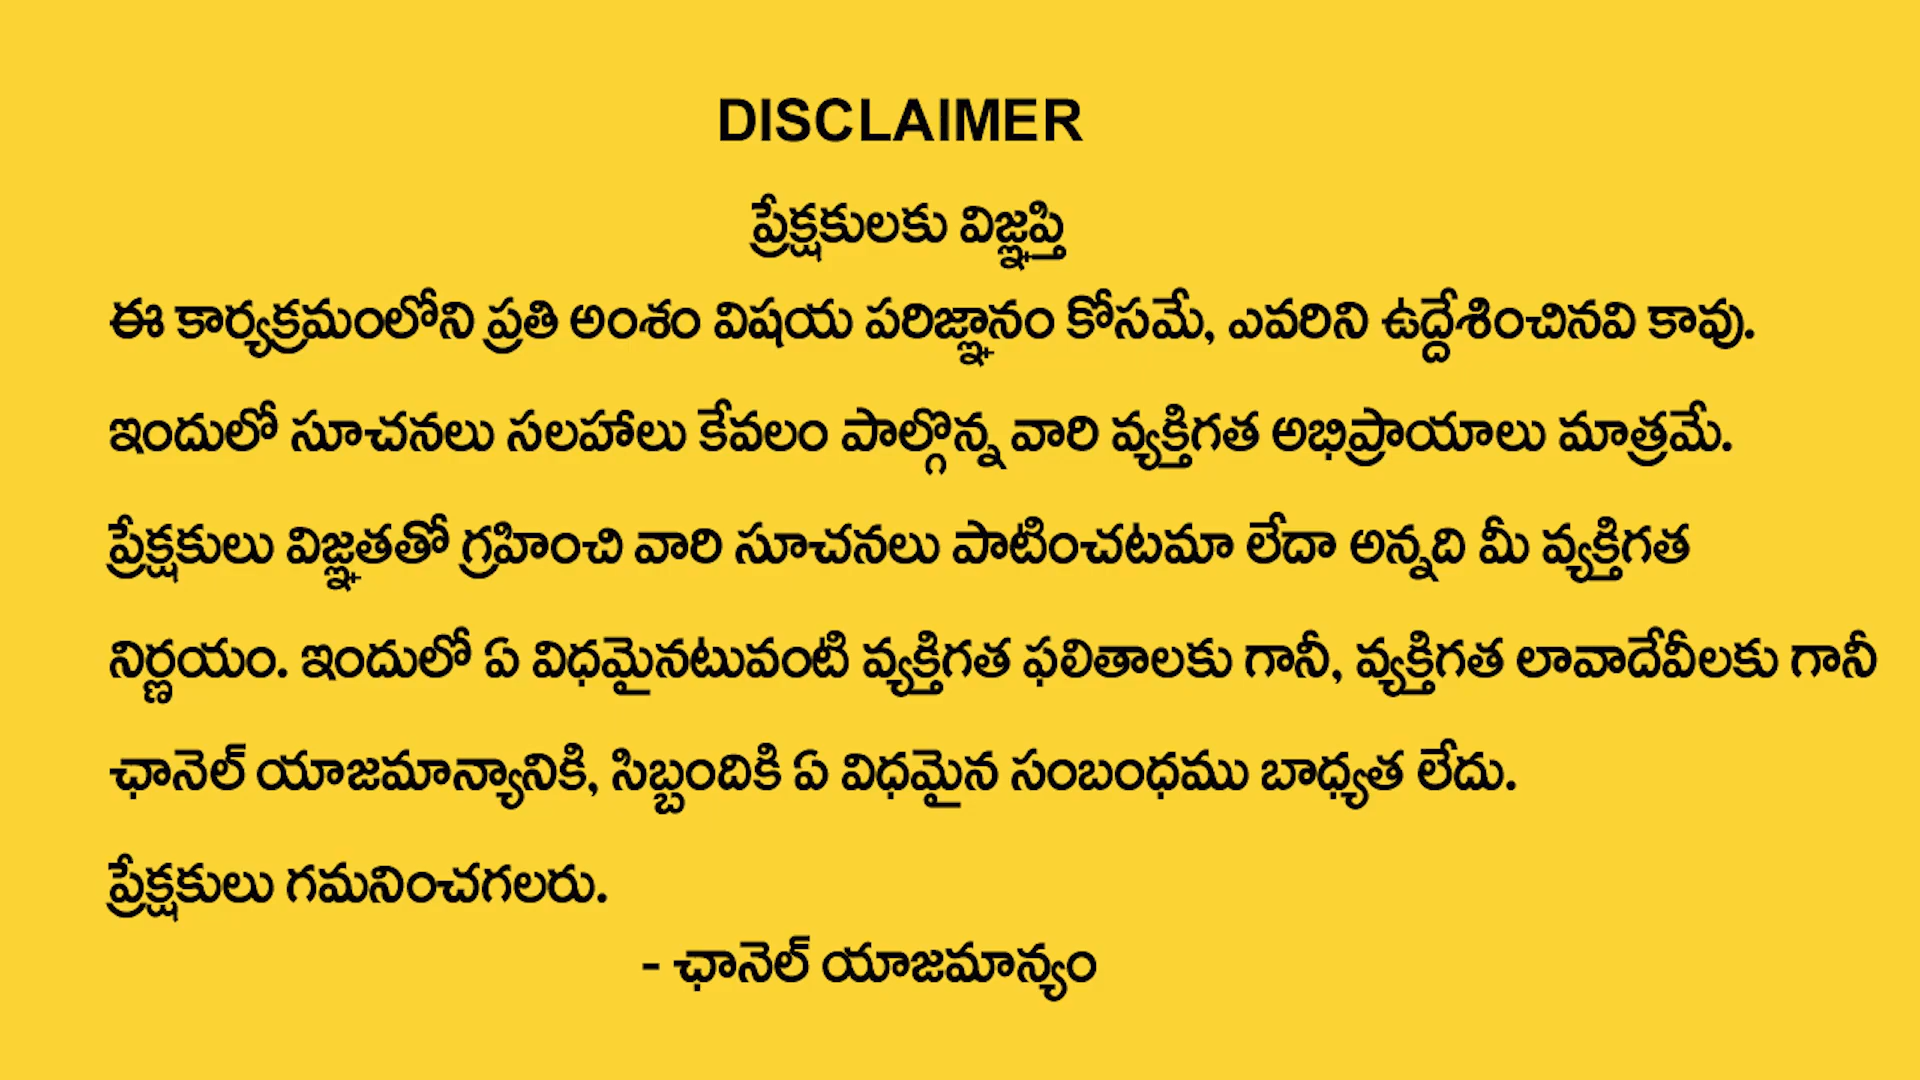 DISCLAIMER
ప్రేక్షకులకు విజ్ఞప్తి
ఈ కార్యక్రమంలోని ప్రతి అంశం విషయ పరిజ్ఞానం కోసమే, ఎవరిని ఉద్దేశించినవి కావు.
ఇందులో సూచనలు సలహాలు కేవలం పాల్గొన్న వారి వ్యక్తిగత అభిప్రాయాలు మాత్రమే.
ప్రేక్షకులు విజ్ఞతతో గ్రహించి వారి సూచనలు పాటించటమా లేదా అన్నది మీ వ్యక్తిగత
నిర్ణయం. ఇందులో ఏ విధమైనటువంటి వ్యక్తిగత ఫలితాలకు గానీ, వ్యక్తిగత లావాదేవీలకు గానీ
ఛానెల్ యాజమాన్యానికి, సిబ్బందికి ఏ విధమైన సంబంధము బాధ్యత లేదు.
ప్రేక్షకులు గమనించగలరు.
- ఛానెల్ యాజమాన్యం